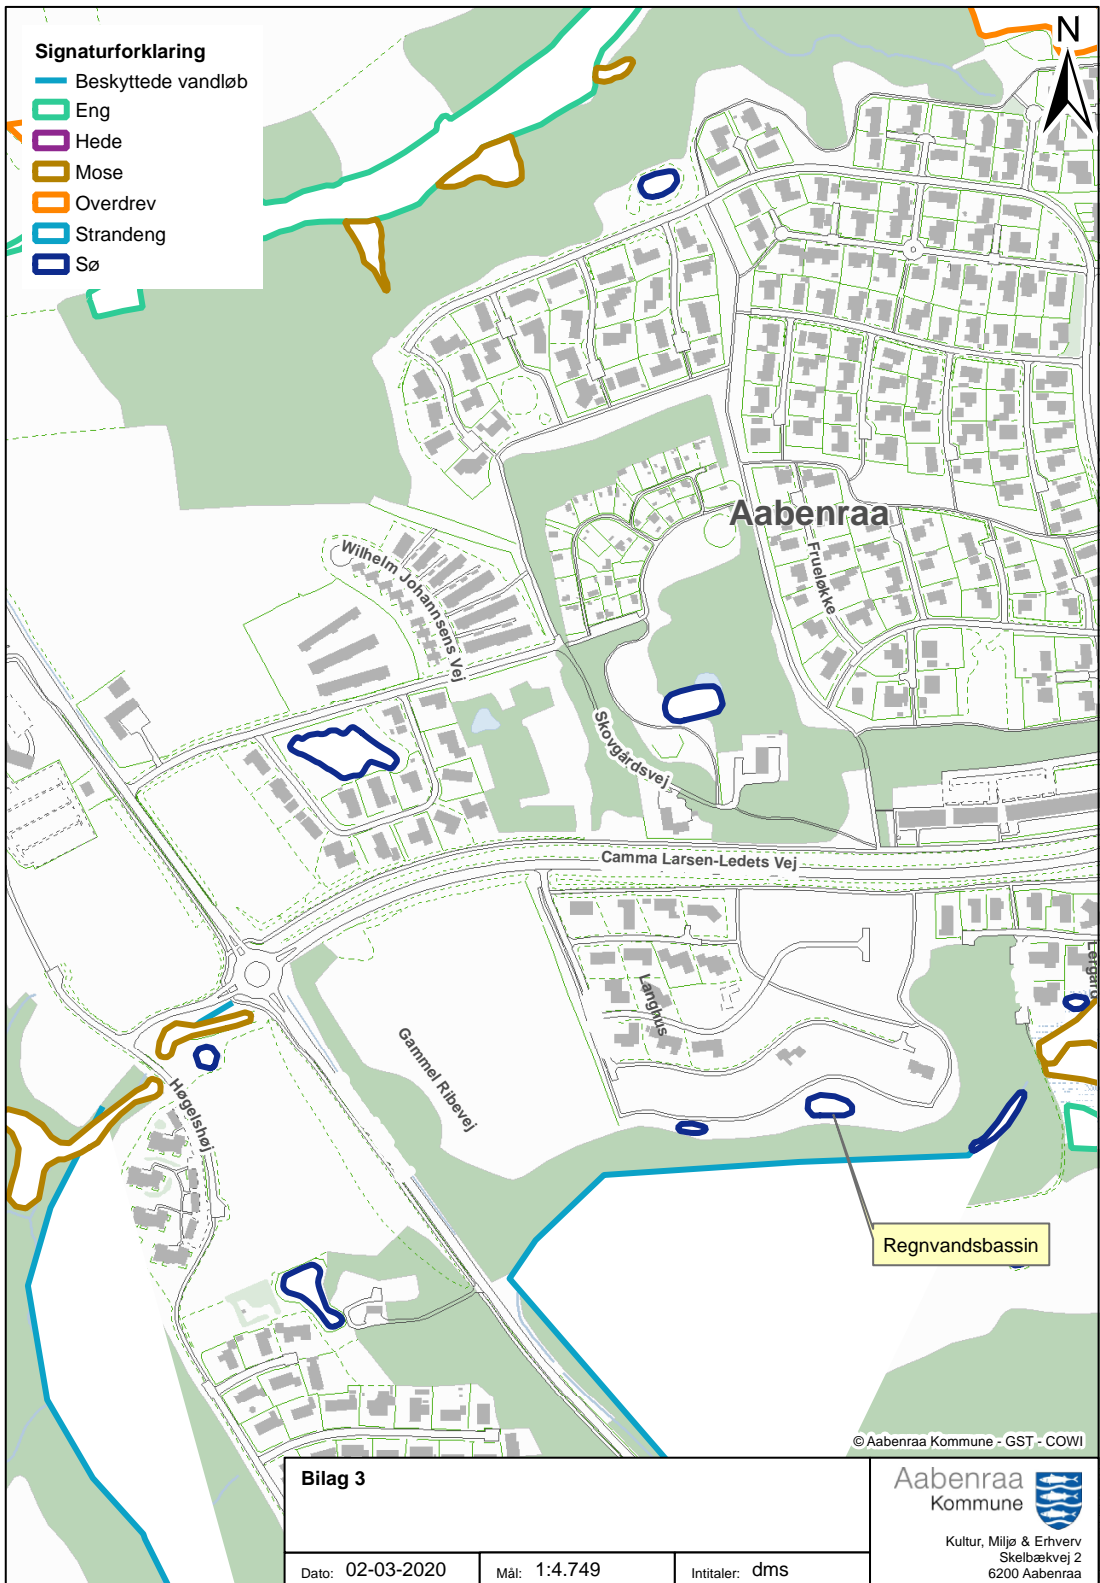 Signaturforklaring
Beskyttede vandløb
Eng
Hede
Mose
Overdrev
Strandeng
Sø
N
Aabenraa
Frueløkke
Wilhelm Johannsens Vej
Skovgårdsvej
Camma Larsen-Ledets Vej
Langhus
Gammel Ribevej
Høgelshøj
Regnvandsbassin
© Aabenraa Kommune - GST - COWI
Bilag 3
Aabenraa
Kommune
Kultur, Miljø & Erhverv
Skelbækvej 2
6200 Aabenraa
Dato: 02-03-2020
Mål: 1:4.749
Intitaler: dms